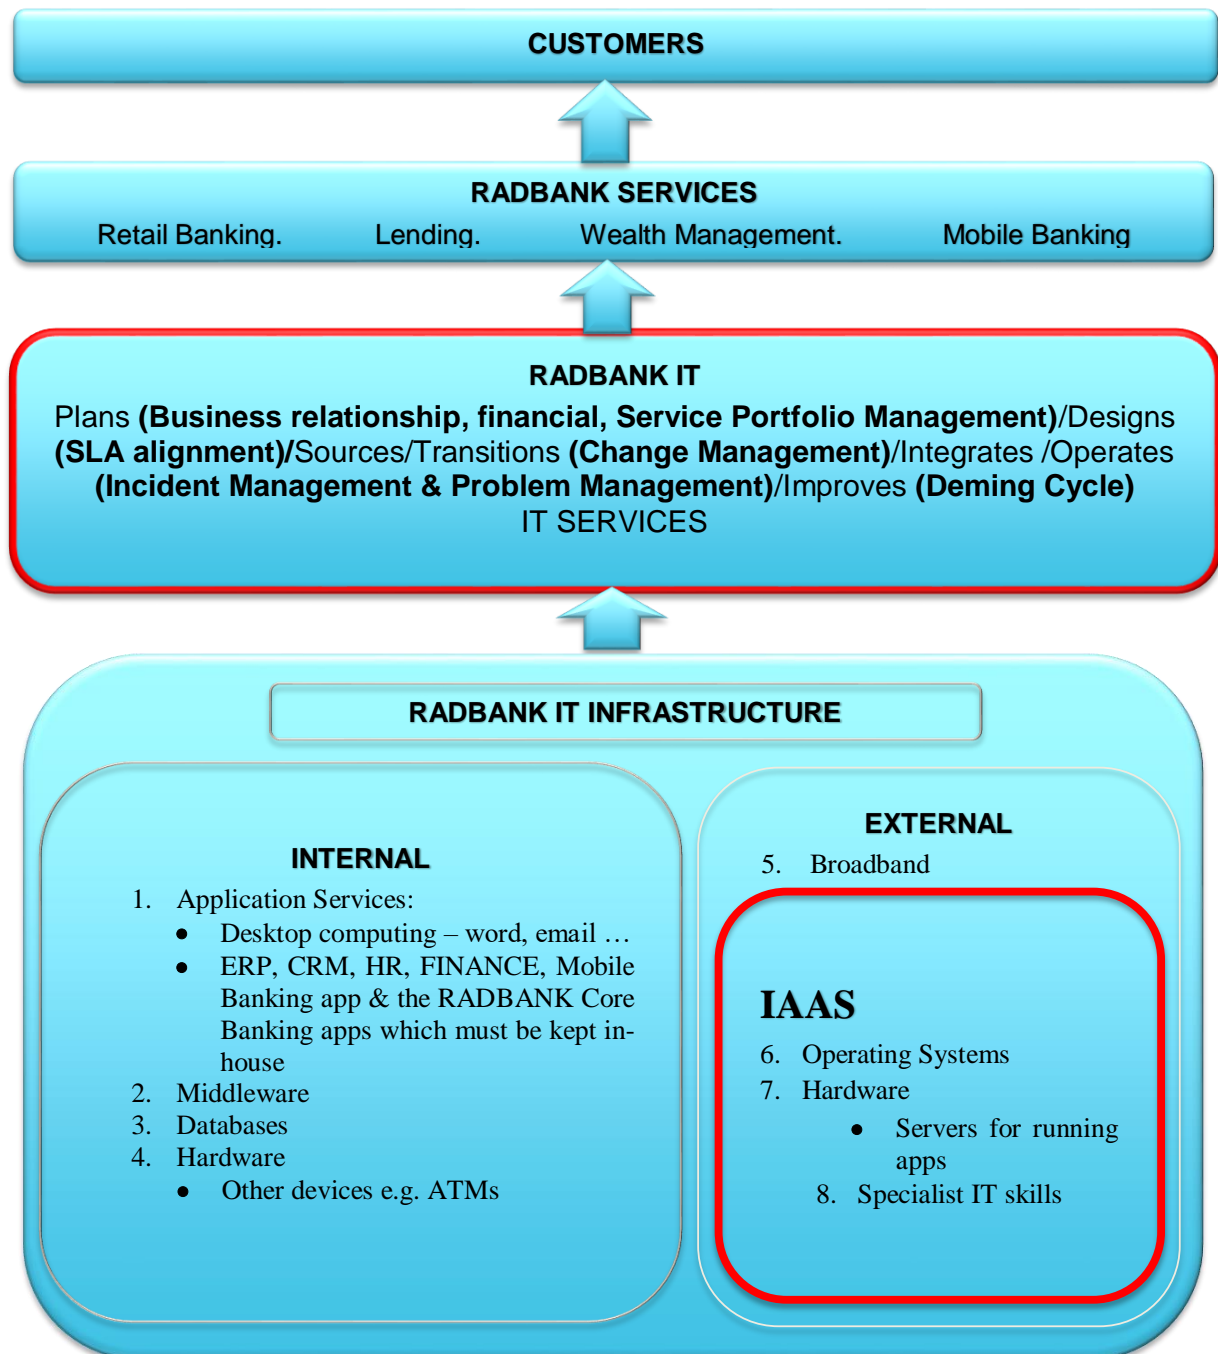 CUSTOMERS
RADBANK SERVICES
Retail Banking. Lending. Wealth Management. Mobile Banking
RADBANK IT
Plans (Business relationship, financial, Service Portfolio Management)/Designs
(SLA alignment)/Sources/Transitions (Change Management)/Integrates /Operates
(Incident Management & Problem Management)/Improves (Deming Cycle)
IT SERVICES
RADBANK IT INFRASTRUCTURE
INTERNAL
1. Application Services:
• Desktop computing – word, email …
• ERP, CRM, HR, FINANCE, Mobile
Banking app & the RADBANK Core
Banking apps which must be kept in-
house
2. Middleware
3. Databases
4. Hardware
• Other devices e.g. ATMs
EXTERNAL
5. Broadband
IAAS
6. Operating Systems
7. Hardware
• Servers for running
apps
8. Specialist IT skills